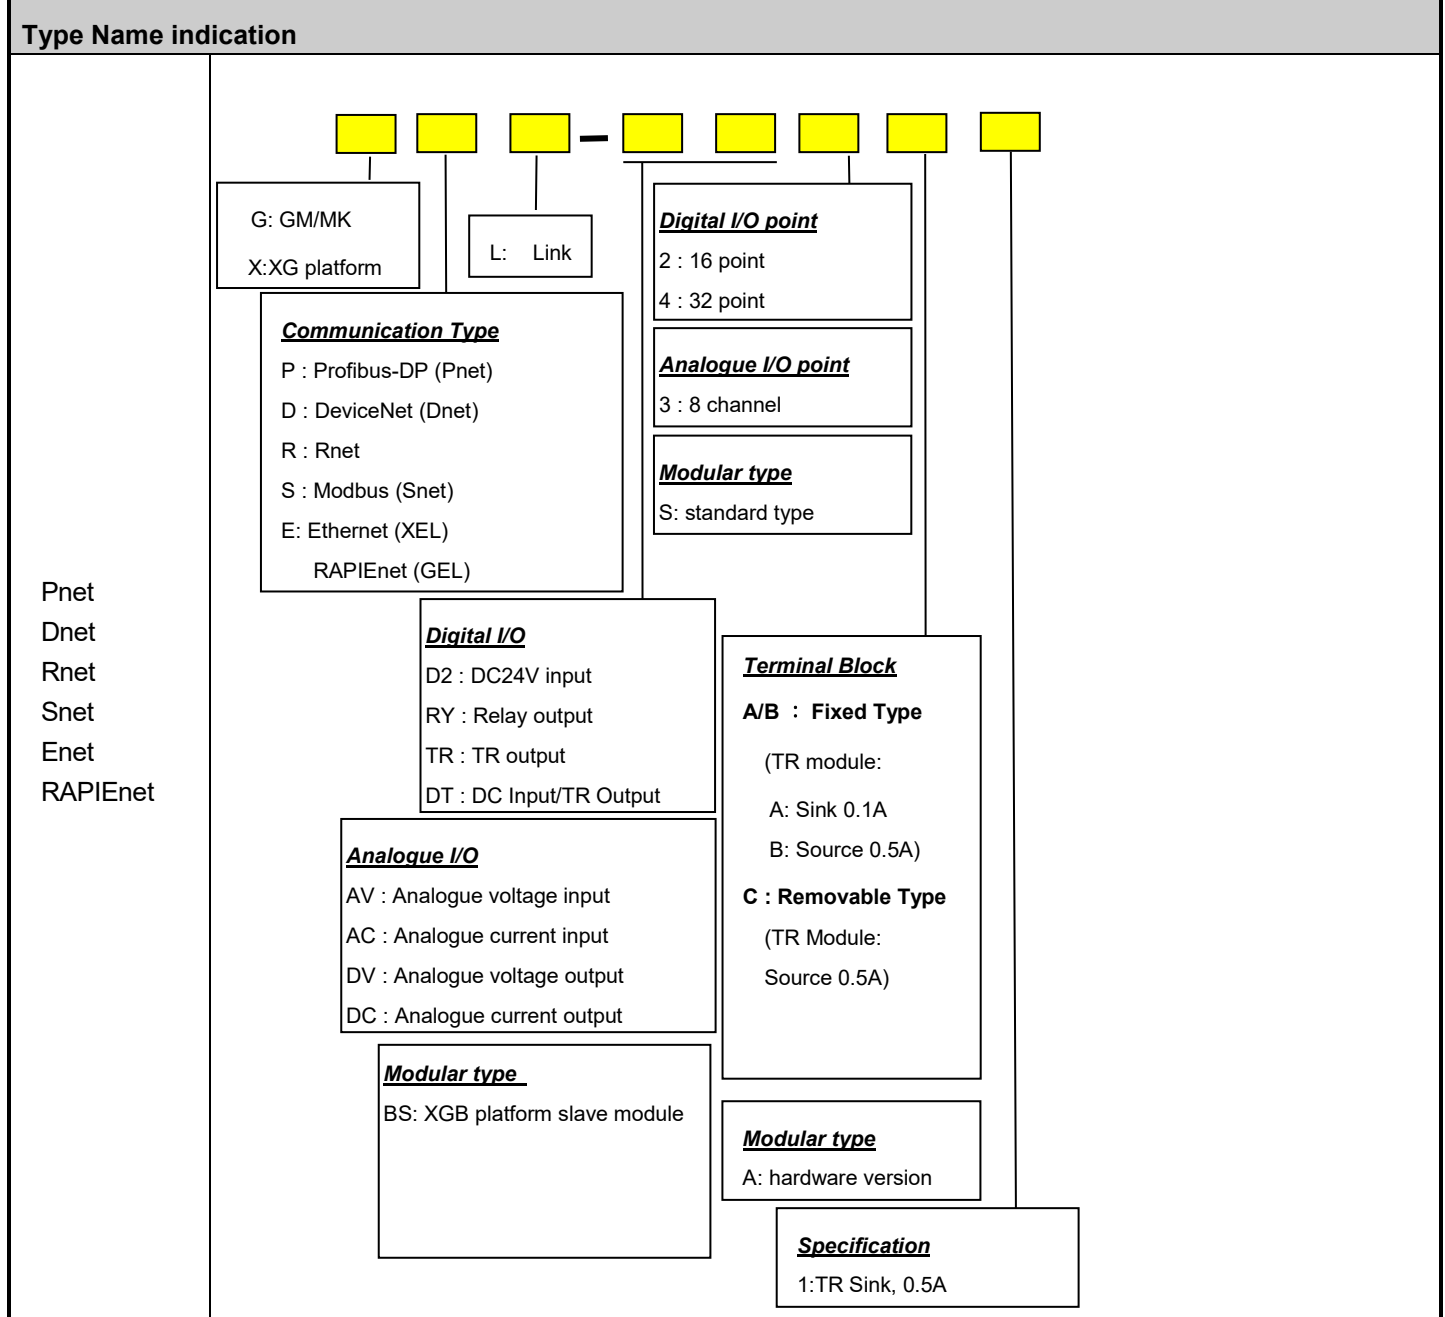 Type Name indication
Pnet
Dnet
Rnet
Snet
Enet
RAPIEnet
G: GM/MK
X:XG platform
L: Link
Communication Type
P : Profibus-DP (Pnet)
D : DeviceNet (Dnet)
R : Rnet
S : Modbus (Snet)
E: Ethernet (XEL)
RAPIEnet (GEL)
Digital I/O point
2 : 16 point
4 : 32 point
Analogue I/O point
3 : 8 channel
Modular type
S: standard type
Digital I/O
D2 : DC24V input
RY : Relay output
TR : TR output
DT : DC Input/TR Output
Analogue I/O
AV : Analogue voltage input
AC : Analogue current input
DV : Analogue voltage output
DC : Analogue current output
Modular type
BS: XGB platform slave module
Terminal Block
A/B : Fixed Type
(TR module:
A: Sink 0.1A
B: Source 0.5A)
C : Removable Type
(TR Module:
Source 0.5A)
Modular type
A: hardware version
Specification
1:TR Sink, 0.5A